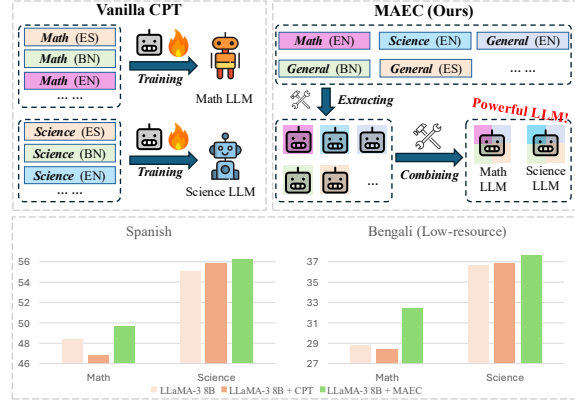 Vanilla CPT
Math (ES)
Math (BN)
Math (EN)
... ...
Training
Math LLM
Science (ES)
Science (BN)
Science (EN)
... ...
Training
Science LLM
MAEC (Ours)
Math (EN) Science (EN) General (EN)
General (BN) General (ES) ... ...
Extracting
Powerful LLM!
...
Combining
Math
LLM
Science
LLM
Spanish
56
54
52
50
48
46
Math Science
Bengali (Low-resource)
37
35
33
31
29
27
Math Science
LLaMA-3 8B LLaMA-3 8B + CPT LLaMA-3 8B + MAEC